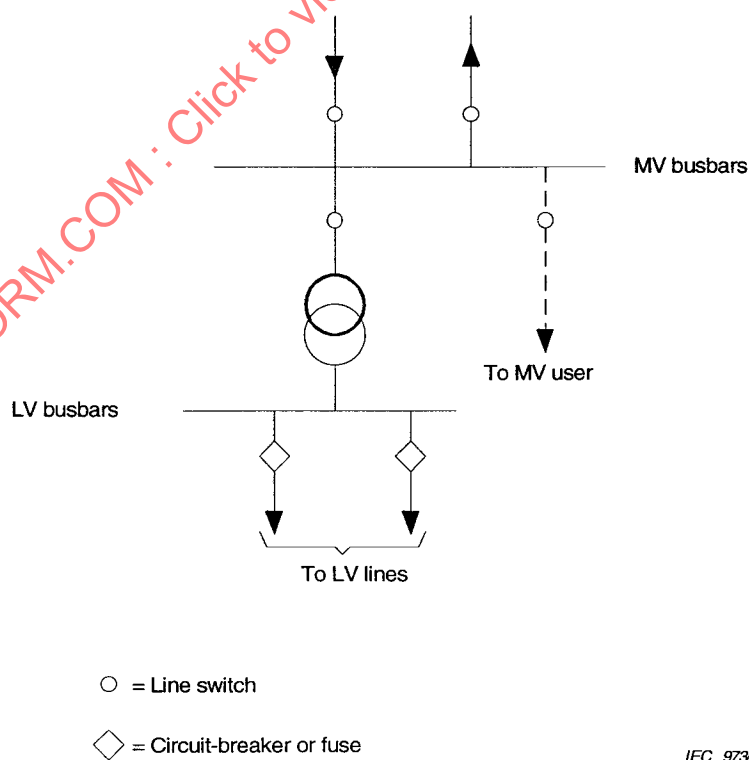 ORM.COM : Click to vi
MV busbars
To MV user
LV busbars
To LV lines
= Line switch
= Circuit-breaker or fuse
IEC 973